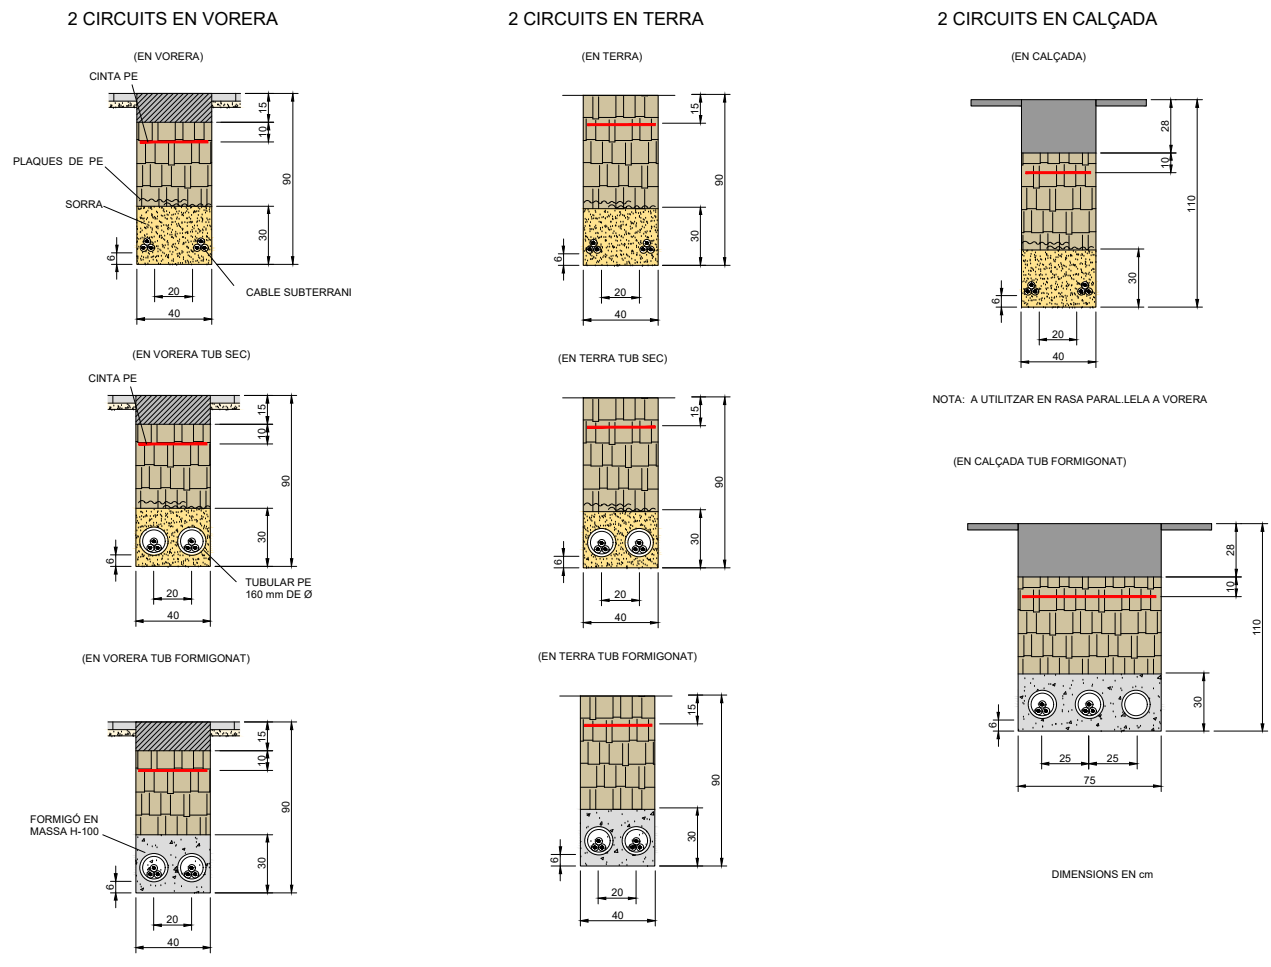 2 CIRCUITS EN VORERA
(EN VORERA)
CINTA PE
PLAQUES DE PE
SORRA
CABLE SUBTERRANI
15
10
90
30
6
20
40
(EN VORERA TUB SEC)
CINTA PE
TUBULAR PE
160 mm DE Ø
15
10
90
30
6
20
40
(EN VORERA TUB FORMIGONAT)
FORMIGÓ EN
MASSA H-100
15
10
90
30
6
20
40
2 CIRCUITS EN TERRA
(EN TERRA)
15
90
30
6
20
40
(EN TERRA TUB SEC)
15
90
30
6
20
40
(EN TERRA TUB FORMIGONAT)
15
90
30
6
20
40
2 CIRCUITS EN CALÇADA
(EN CALÇADA)
28
10
110
30
6
20
40
NOTA: A UTILITZAR EN RASA PARAL.LELA A VORERA
(EN CALÇADA TUB FORMIGONAT)
28
10
110
30
6
25
25
75
DIMENSIONS EN cm